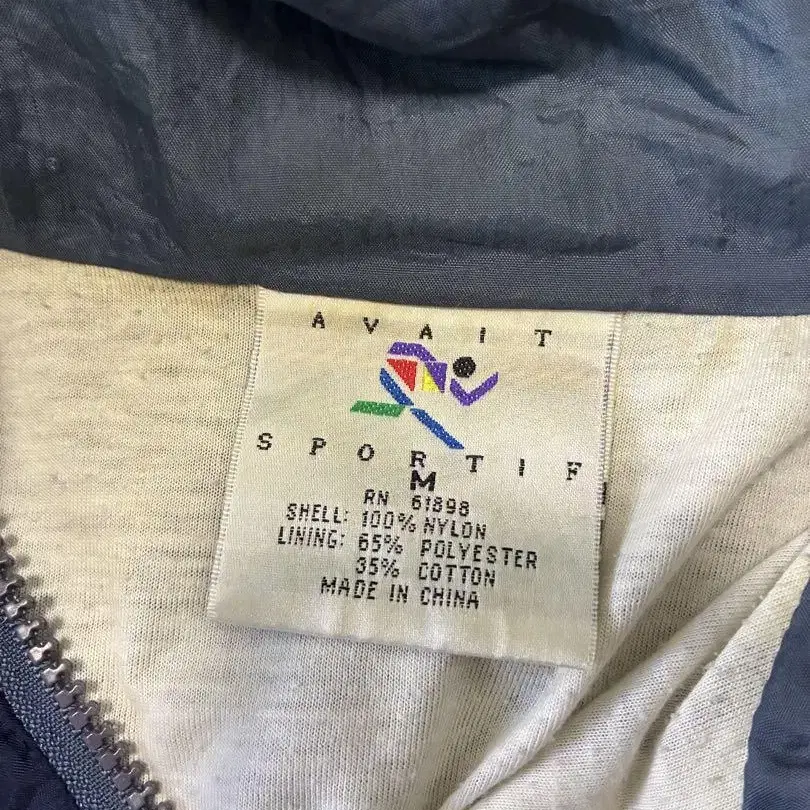 A V A I T
S P O R T I F
M
RN 61898
SHELL: 100% NYLON
LINING: 65% POLYESTER
35% COTTON
MADE IN CHINA